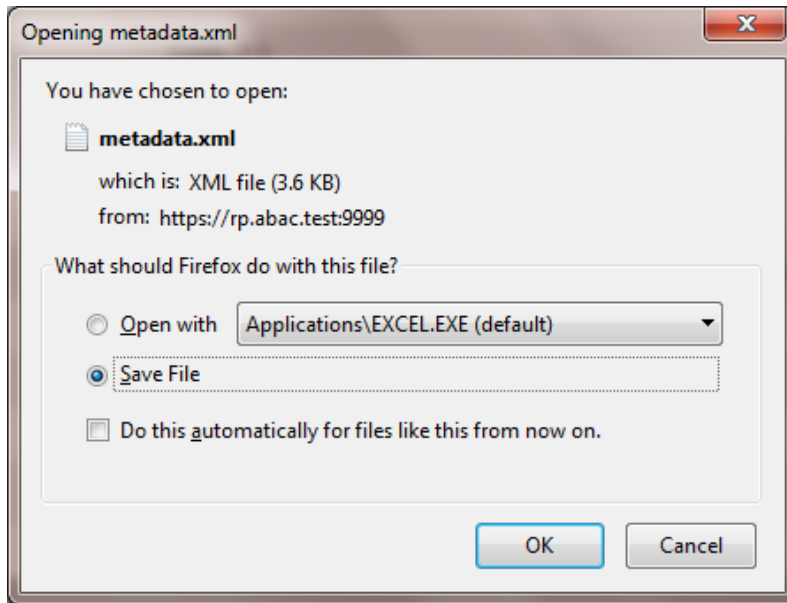 Opening metadata.xml
You have chosen to open:
metadata.xml
which is: XML file (3.6 KB)
from: https://rp.abac.test:9999
What should Firefox do with this file?
Open with Applications\EXCEL.EXE (default)
Save File
Do this automatically for files like this from now on.
OK Cancel